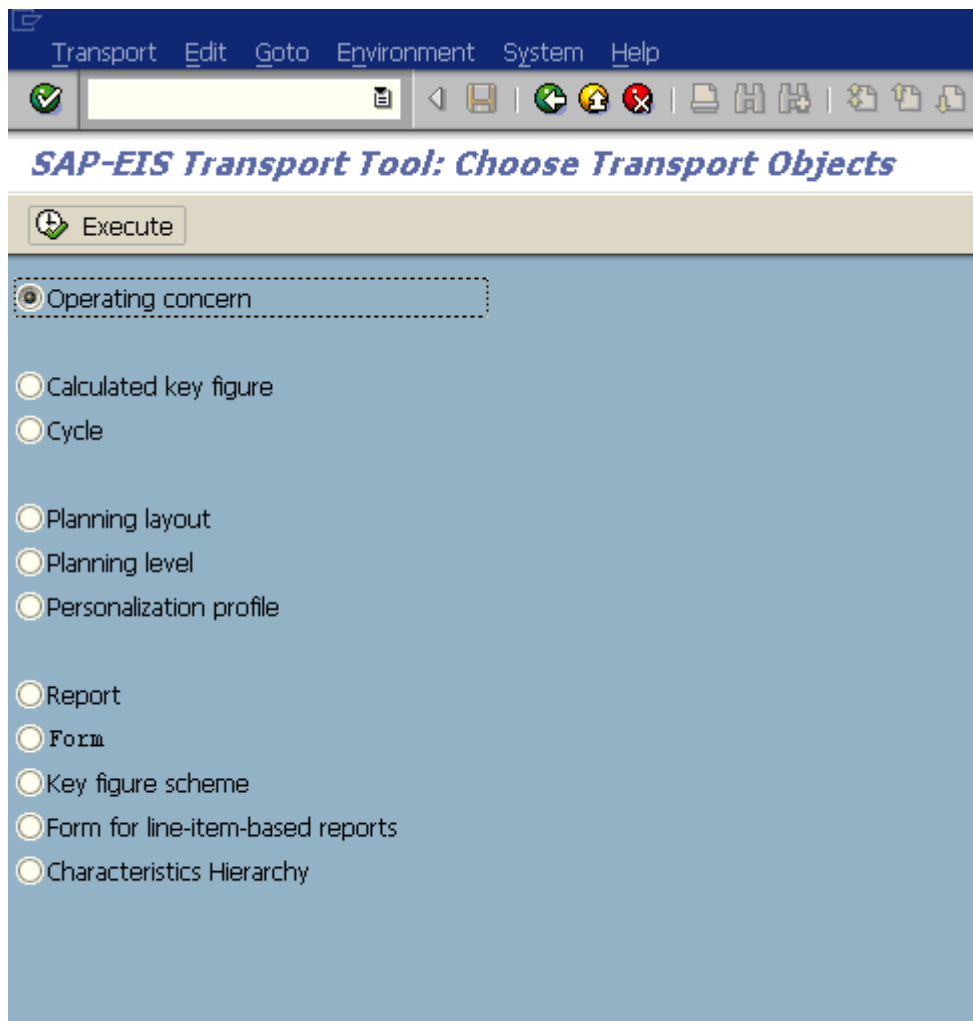 Transport Edit Goto Environment System Help
SAP-EIS Transport Tool: Choose Transport Objects
Execute
Operating concern
Calculated key figure
Cycle
Planning layout
Planning level
Personalization profile
Report
Form
Key figure scheme
Form for line-item-based reports
Characteristics Hierarchy